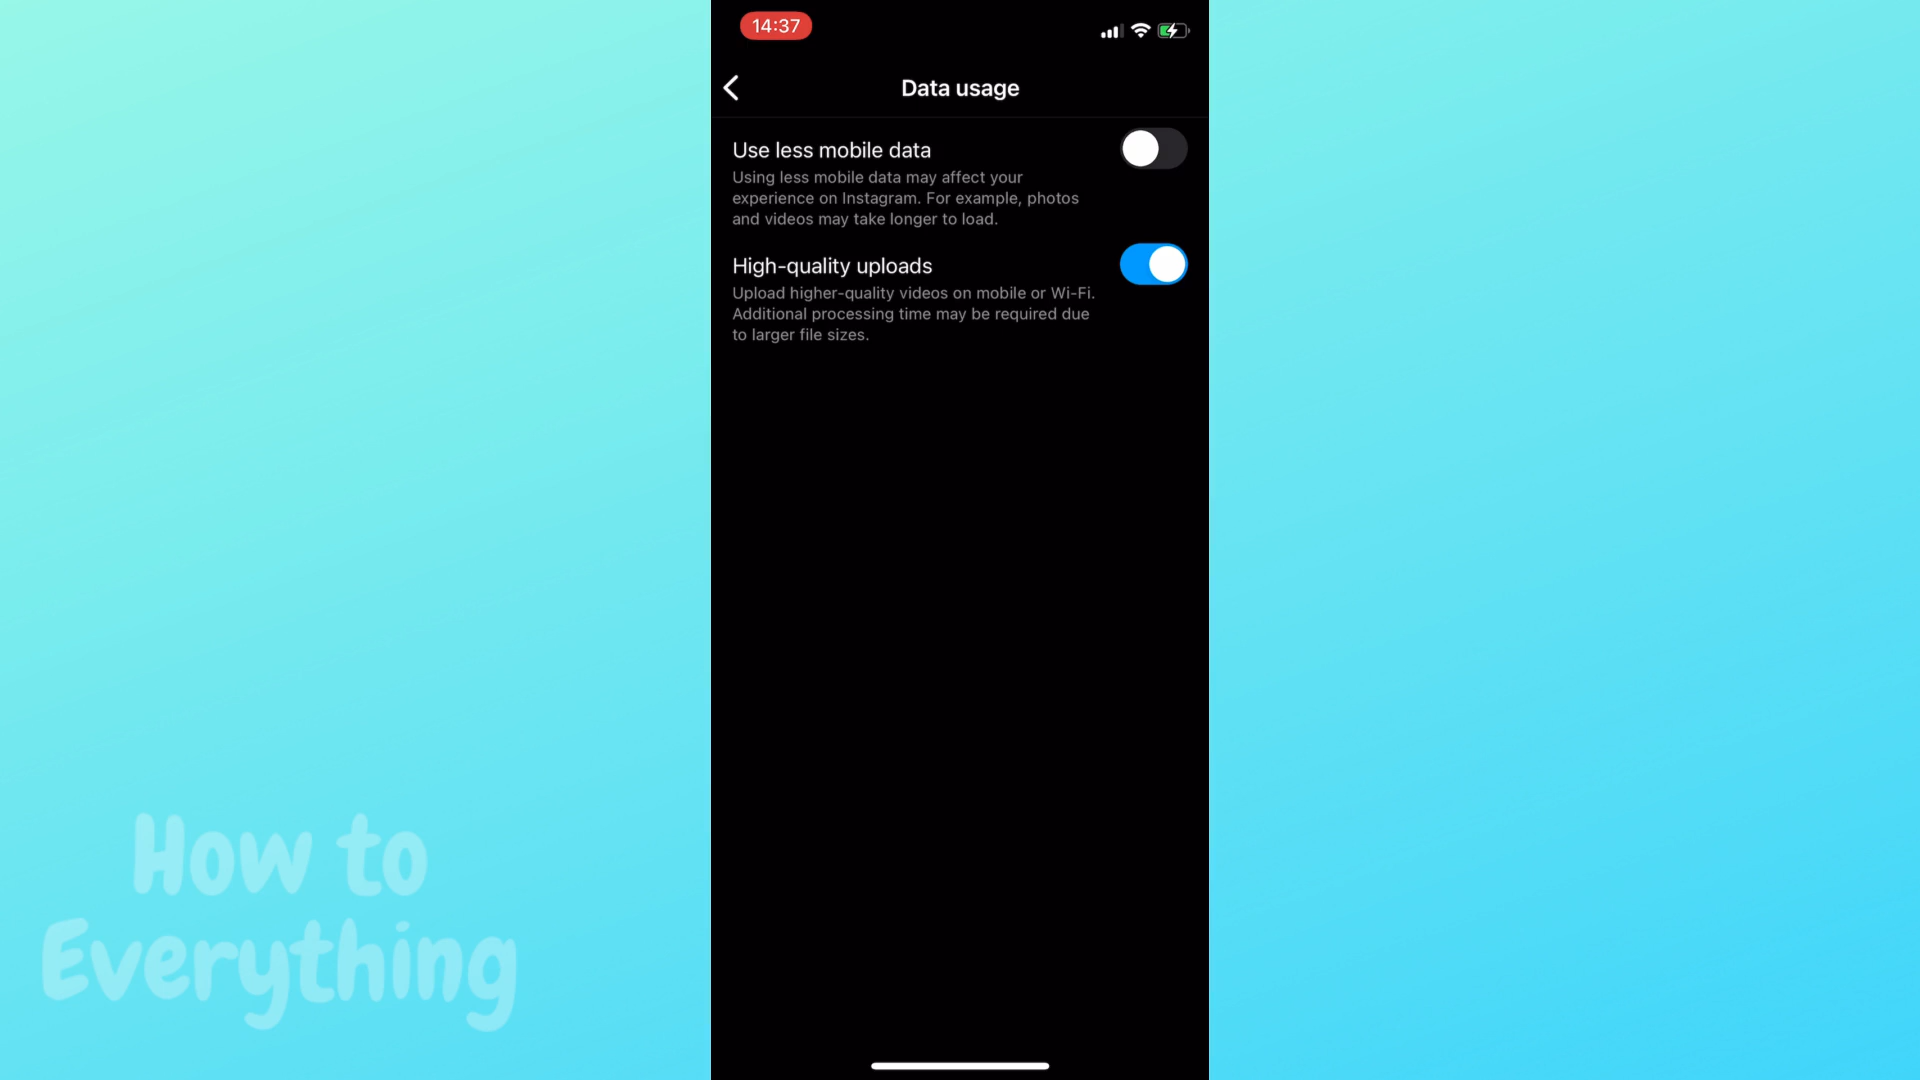 14:37
Data usage
Use less mobile data
Using less mobile data may affect your
experience on Instagram. For example, photos
and videos may take longer to load.
High-quality uploads
Upload higher-quality videos on mobile or Wi-Fi.
Additional processing time may be required due
to larger file sizes.
How to
Everything